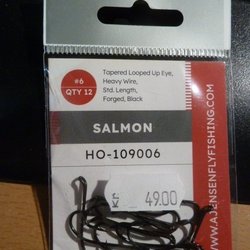 #6
QTY 12
Tapered Looped Up Eye,
Heavy Wire,
Std. Length,
Forged, Black
SALMON
HO-109006
49.00
WWW.AJENSENFLYFISHING.COM